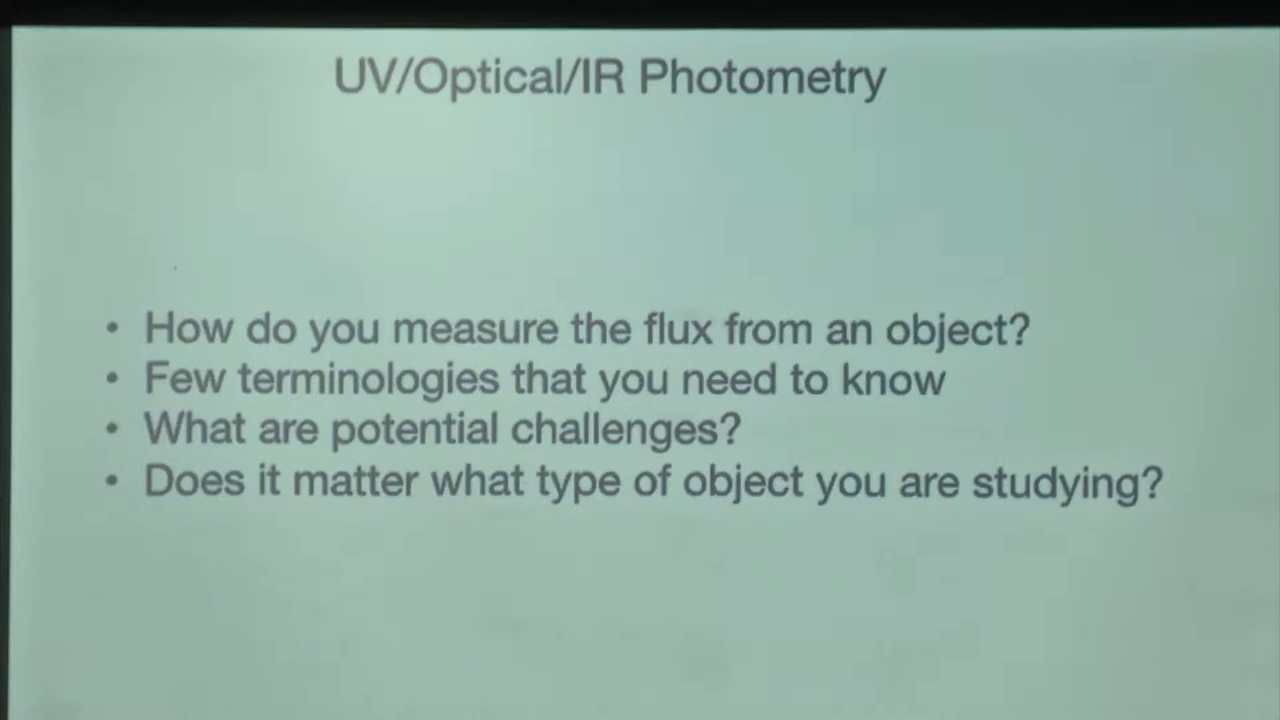 UV/Optical/IR Photometry
• How do you measure the flux from an object?
• Few terminologies that you need to know
• What are potential challenges?
• Does it matter what type of object you are studying?